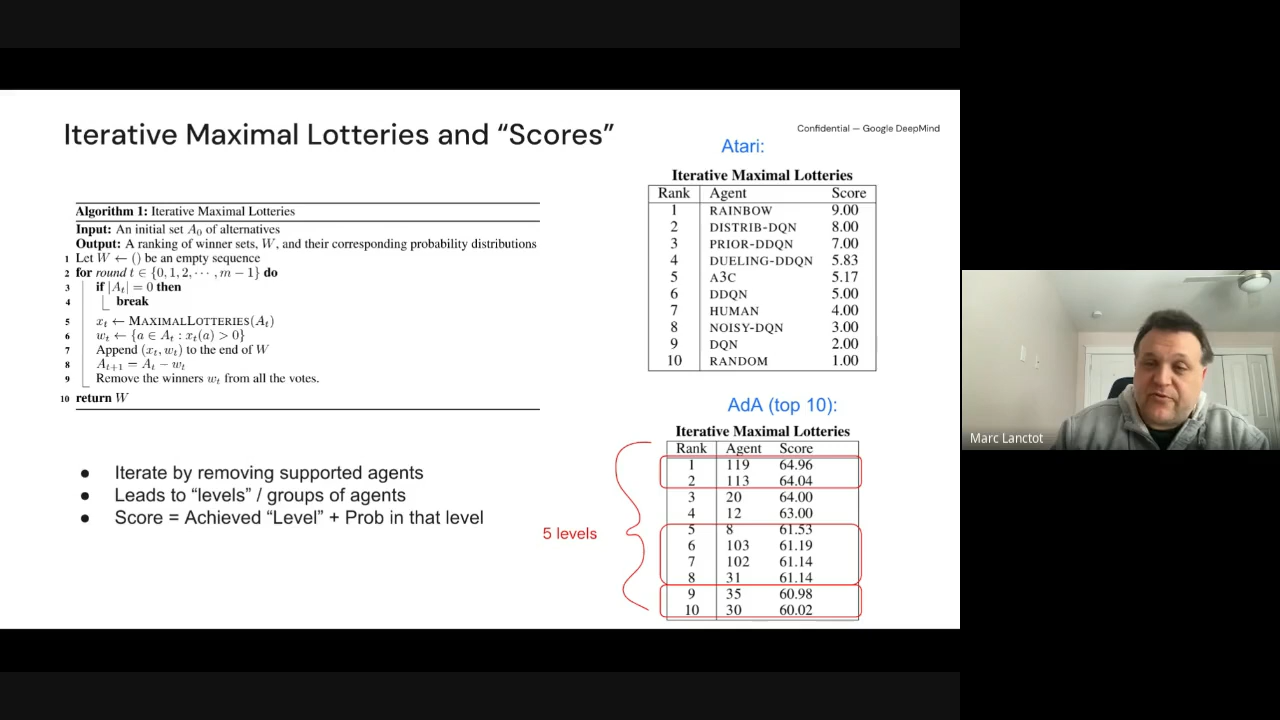 Iterative Maximal Lotteries and “Scores”
Confidential — Google DeepMind
Algorithm 1: Iterative Maximal Lotteries
Input: An initial set A₀ of alternatives
Output: A ranking of winner sets, W, and their corresponding probability distributions
1 Let W ← () be an empty sequence
2 for round t ∈ {0, 1, 2, ⋯ , m − 1} do
3 if |Aₜ| = 0 then
4 break
5 xₜ ← MAXIMALLOTTERIES(Aₜ)
6 wₜ ← {a ∈ Aₜ : xₜ(a) > 0}
7 Append (xₜ, wₜ) to the end of W
8 Aₜ₊₁ = Aₜ − wₜ
9 Remove the winners wₜ from all the votes.
10 return W
● Iterate by removing supported agents
● Leads to “levels” / groups of agents
● Score = Achieved “Level” + Prob in that level
Atari:
Iterative Maximal Lotteries
Rank Agent Score
1 RAINBOW 9.00
2 DISTRIB-DQN 8.00
3 PRIOR-DDQN 7.00
4 DUELING-DDQN 5.83
5 A3C 5.17
6 DDQN 5.00
7 HUMAN 4.00
8 NOISY-DQN 3.00
9 DQN 2.00
10 RANDOM 1.00
AdA (top 10):
Iterative Maximal Lotteries
Rank Agent Score
1 119 64.96
2 113 64.04
3 20 64.00
4 12 63.00
5 8 61.53
6 103 61.19
7 102 61.14
8 31 61.14
9 35 60.98
10 30 60.02
5 levels
Marc Lanctot